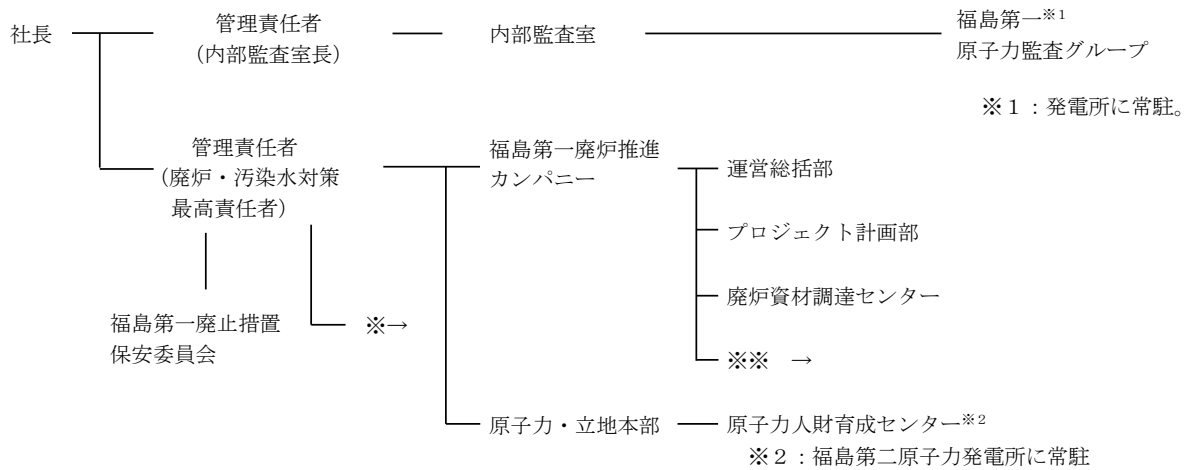 社長
管理責任者
(内部監査室長)
内部監査室
福島第一※1
原子力監査グループ
※1:発電所に常駐。
管理責任者
(廃炉・汚染水対策
最高責任者)
福島第一廃炉推進
カンパニー
運営総括部
プロジェクト計画部
廃炉資材調達センター
※※ →
福島第一廃止措置
保安委員会
※→
原子力・立地本部
原子力人財育成センター※2
※2:福島第二原子力発電所に常駐